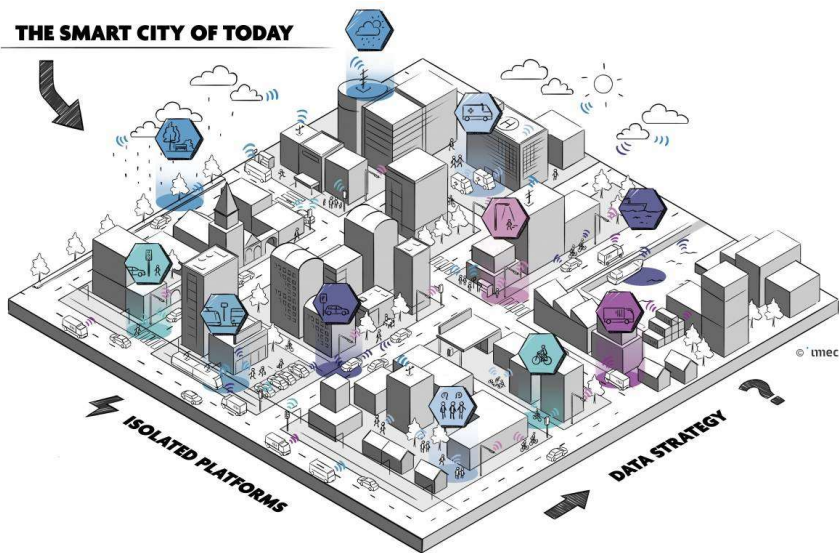 THE SMART CITY OF TODAY
H
© imec
ISOLATED PLATFORMS
DATA STRATEGY
?